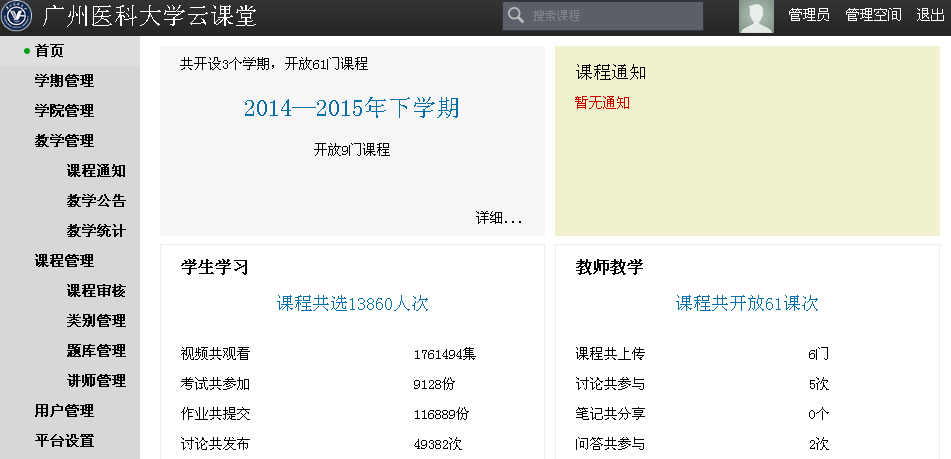 广州医科大学云课堂
搜索课程
管理员 管理空间 退出
首页
学期管理
学院管理
教学管理
课程通知
教学公告
教学统计
课程管理
课程审核
类别管理
题库管理
讲师管理
用户管理
平台设置
共开设3个学期，开放61门课程
2014—2015年下学期
开放9门课程
详细...
课程通知
暂无通知
学生学习
课程共选13860人次
视频共观看 1761494集
考试共参加 9128份
作业共提交 116889份
讨论共发布 49382次
教师教学
课程共开放61课次
课程共上传 6门
讨论共参与 5次
笔记共分享 0个
问答共参与 2次